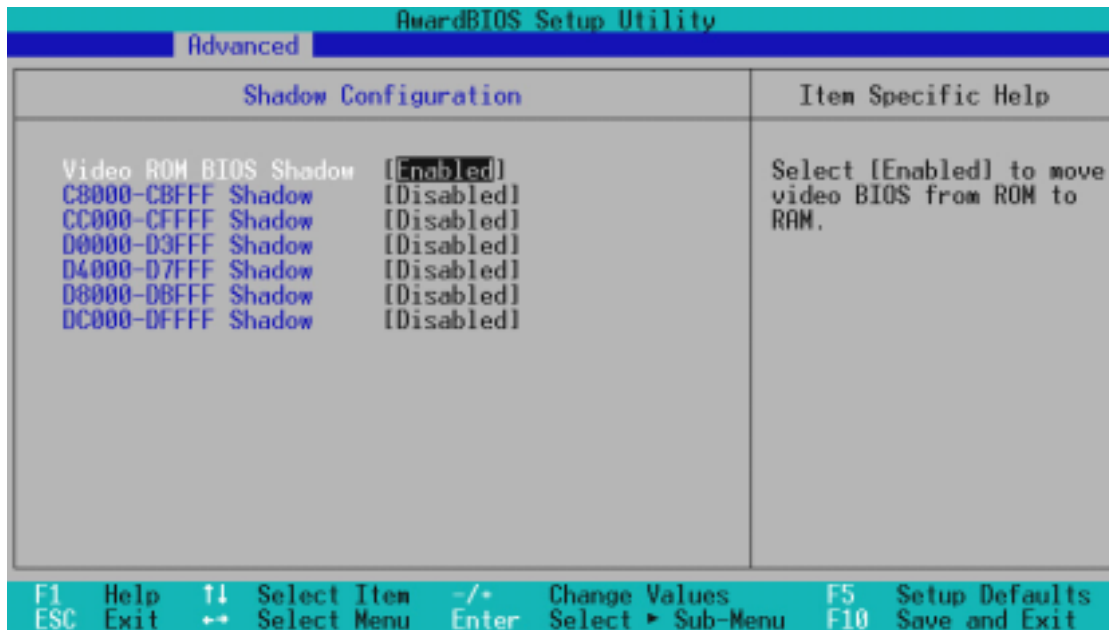 AwardBIOS Setup Utility
Advanced
Shadow Configuration
Item Specific Help
Video ROM BIOS Shadow [Enabled]
C8000-CBFFF Shadow [Disabled]
CC000-CFFFF Shadow [Disabled]
D0000-D3FFF Shadow [Disabled]
D4000-D7FFF Shadow [Disabled]
D8000-DBFFF Shadow [Disabled]
DC000-DFFFF Shadow [Disabled]
Select [Enabled] to move
video BIOS from ROM to
RAM.
F1 Help ↑↓ Select Item -/+ Change Values F5 Setup Defaults
ESC Exit ←→ Select Menu Enter Select ► Sub-Menu F10 Save and Exit